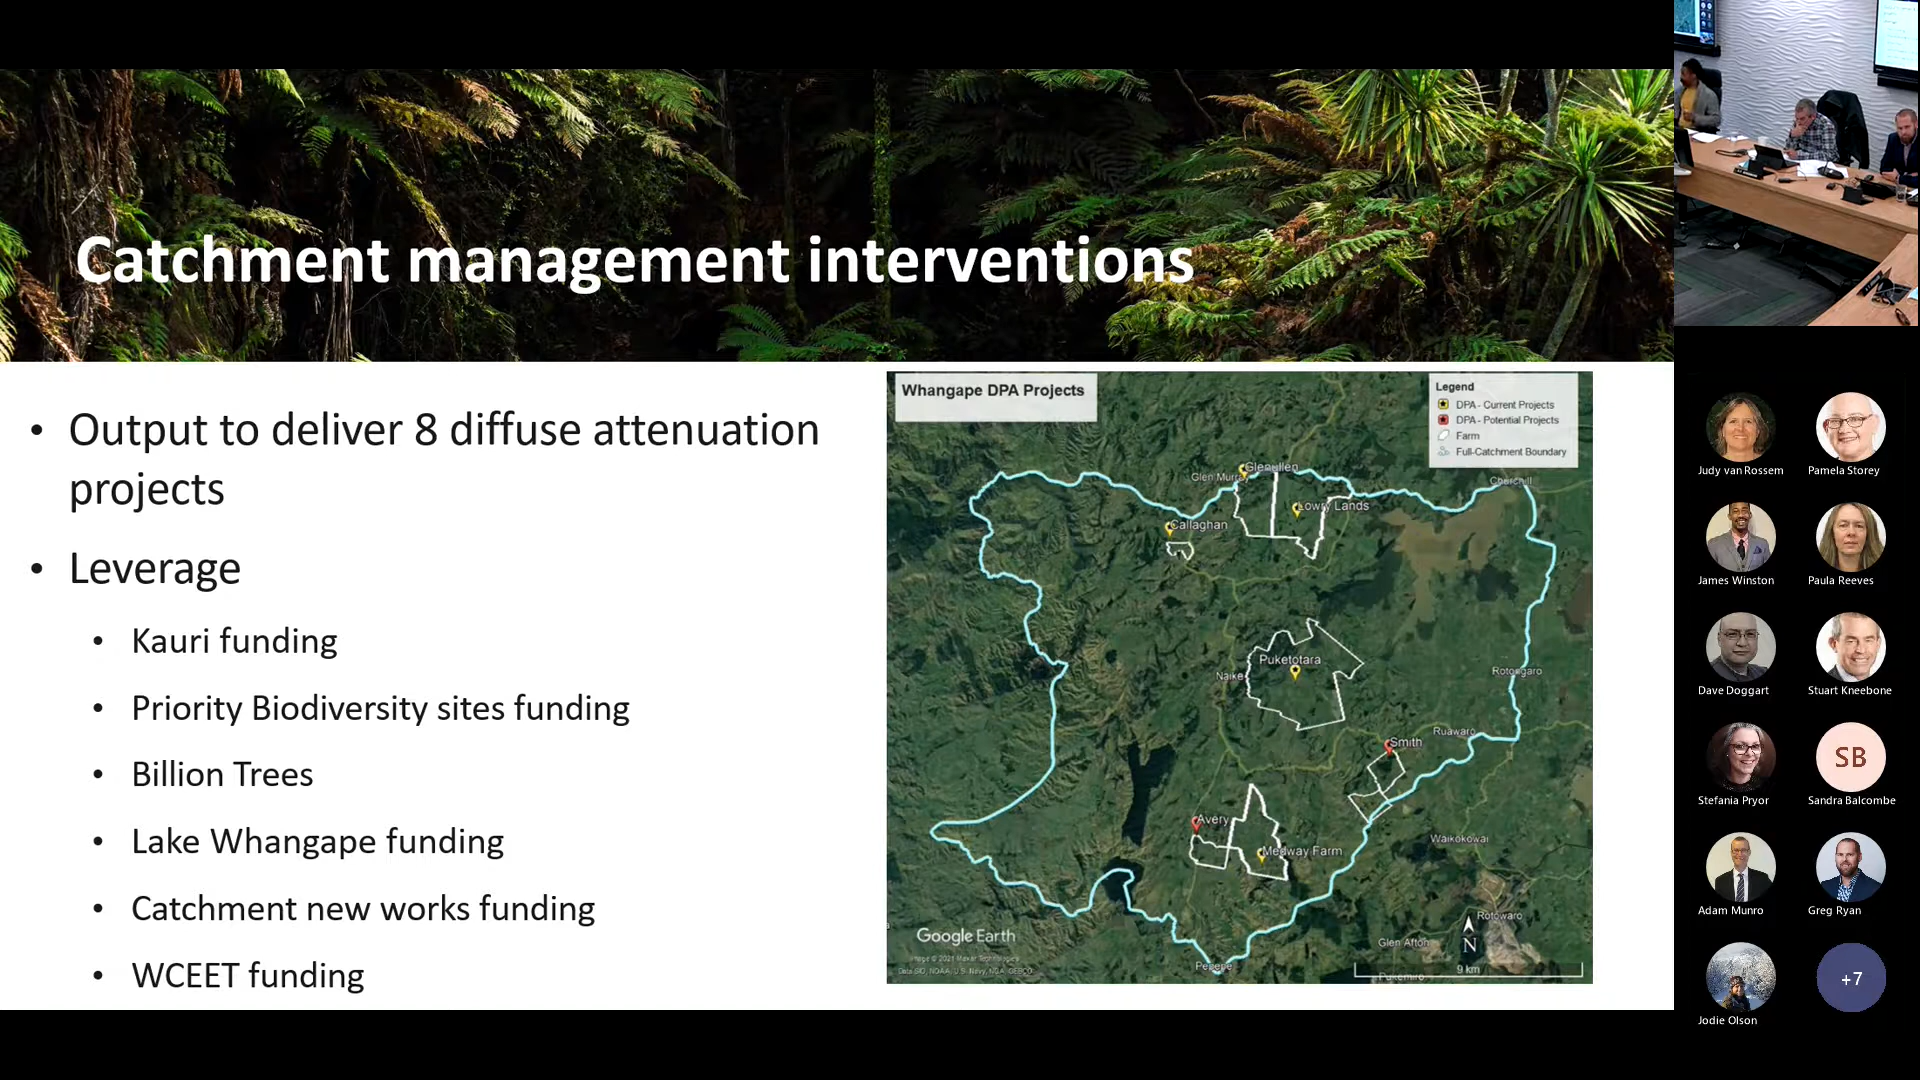 Catchment management interventions
• Output to deliver 8 diffuse attenuation
projects
• Leverage
• Kauri funding
• Priority Biodiversity sites funding
• Billion Trees
• Lake Whangape funding
• Catchment new works funding
• WCEET funding
Whangape DPA Projects
Legend
DPA - Current Projects
DPA - Potential Projects
Farm
Full-Catchment Boundary
Glenullen
Glen Murray
Churchill
Lowry Lands
Callaghan
Puketotara
Naike
Rotongaro
Ruawaro
Smith
Avery
Waikokowai
Medway Farm
Rotowaro
Google Earth
N
Glen Afton
Pepepe
9 km
Pukemiro
Judy van Rossem
Pamela Storey
James Winston
Paula Reeves
Dave Doggart
Stuart Kneebone
SB
Stefania Pryor
Sandra Balcombe
Adam Munro
Greg Ryan
+7
Jodie Olson